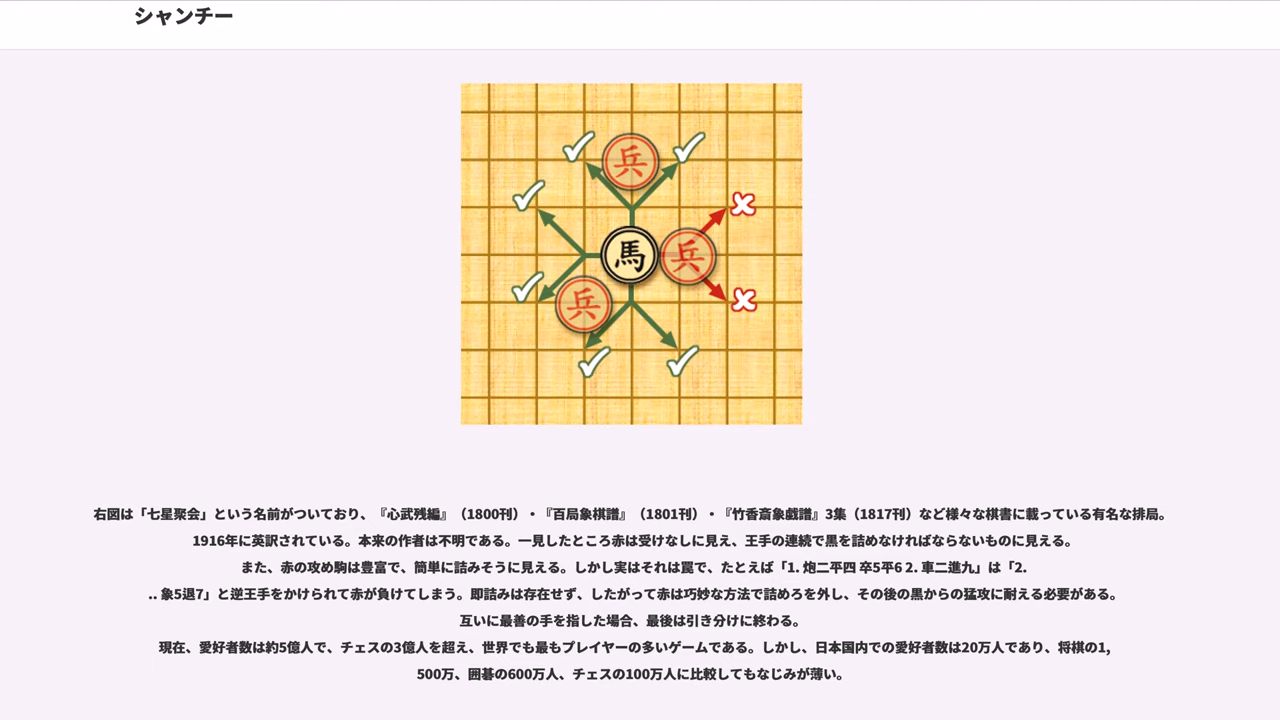 シャンチー
兵
馬
兵
兵
右図は「七星聚会」という名前がついており、『心武残編』（1800刊）・『百局象棋譜』（1801刊）・『竹香斎象戯譜』3集（1817刊）など様々な棋書に載っている有名な排局。
1916年に英訳されている。本来の作者は不明である。一見したところ赤は受けなしに見え、王手の連続で黒を詰めなければならないものに見える。
また、赤の攻め駒は豊富で、簡単に詰みそうに見える。しかし実はそれは罠で、たとえば「1. 炮二平四 卒5平6 2. 車二進九」は「2.
.. 象5退7」と逆王手をかけられて赤が負けてしまう。即詰みは存在せず、したがって赤は巧妙な方法で詰めろを外し、その後の黒からの猛攻に耐える必要がある。
互いに最善の手を指した場合、最後は引き分けに終わる。
現在、愛好者数は約5億人で、チェスの3億人を超え、世界でも最もプレイヤーの多いゲームである。しかし、日本国内での愛好者数は20万人であり、将棋の1,
500万、囲碁の600万人、チェスの100万人に比較してもなじみが薄い。